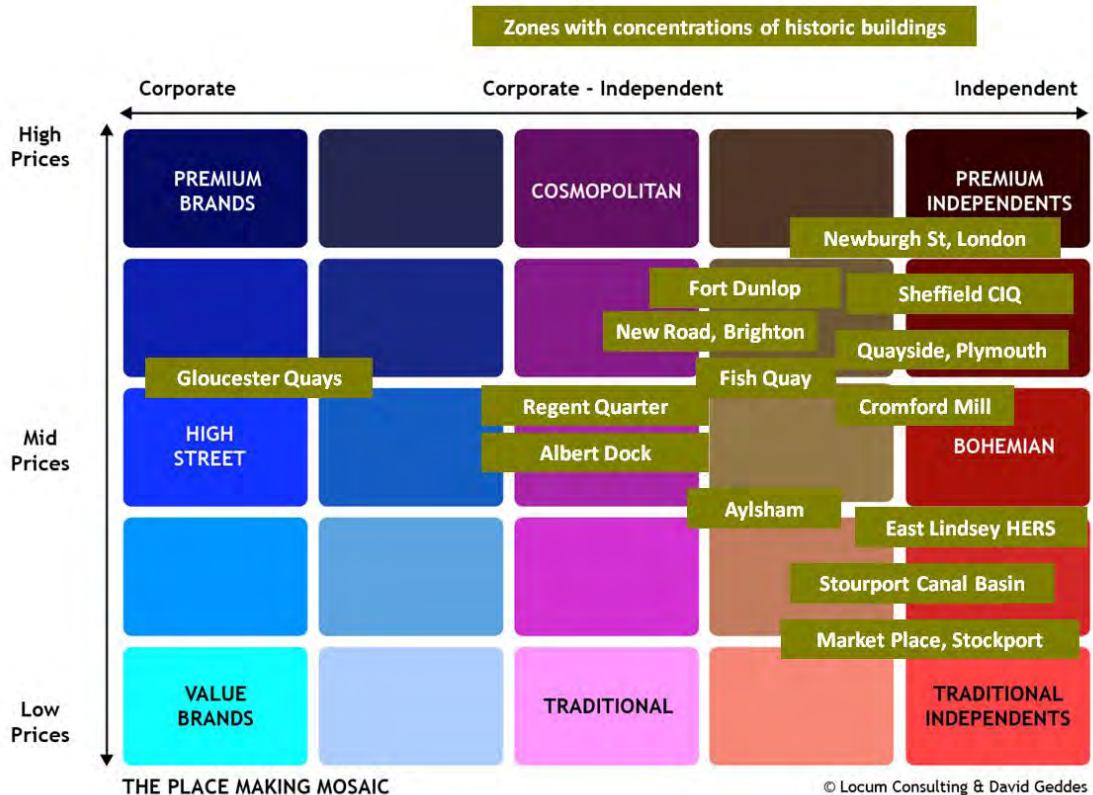 Zones with concentrations of historic buildings
Corporate
Corporate - Independent
Independent
High
Prices
PREMIUM
BRANDS
COSMOPOLITAN
PREMIUM
INDEPENDENTS
Newburgh St, London
Fort Dunlop
Sheffield CIQ
New Road, Brighton
Quayside, Plymouth
Gloucester Quays
Fish Quay
Regent Quarter
Cromford Mill
Mid
Prices
HIGH
STREET
Albert Dock
BOHEMIAN
Aylsham
East Lindsey HERS
Stourport Canal Basin
Market Place, Stockport
Low
Prices
VALUE
BRANDS
TRADITIONAL
TRADITIONAL
INDEPENDENTS
THE PLACE MAKING MOSAIC
© Locum Consulting & David Geddes